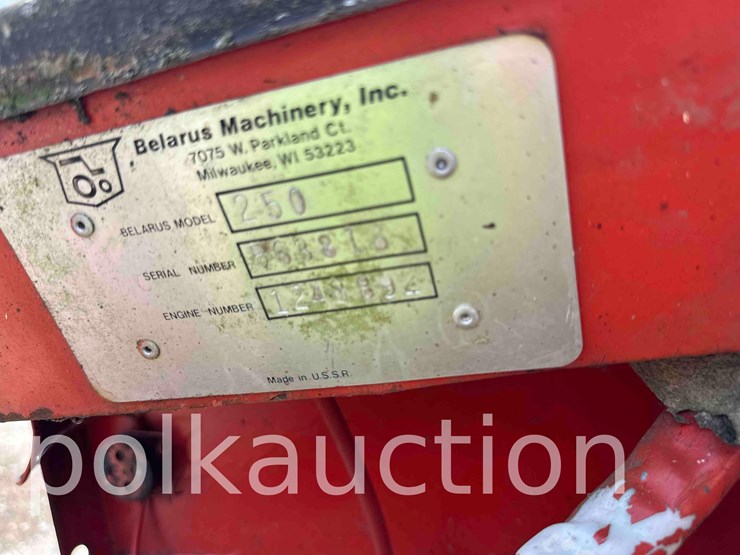 Belarus Machinery, Inc.
7075 W. Parkland Ct.
Milwaukee, WI 53223
BELARUS MODEL 250
SERIAL NUMBER
ENGINE NUMBER
Made in U.S.S.R.
polkauction